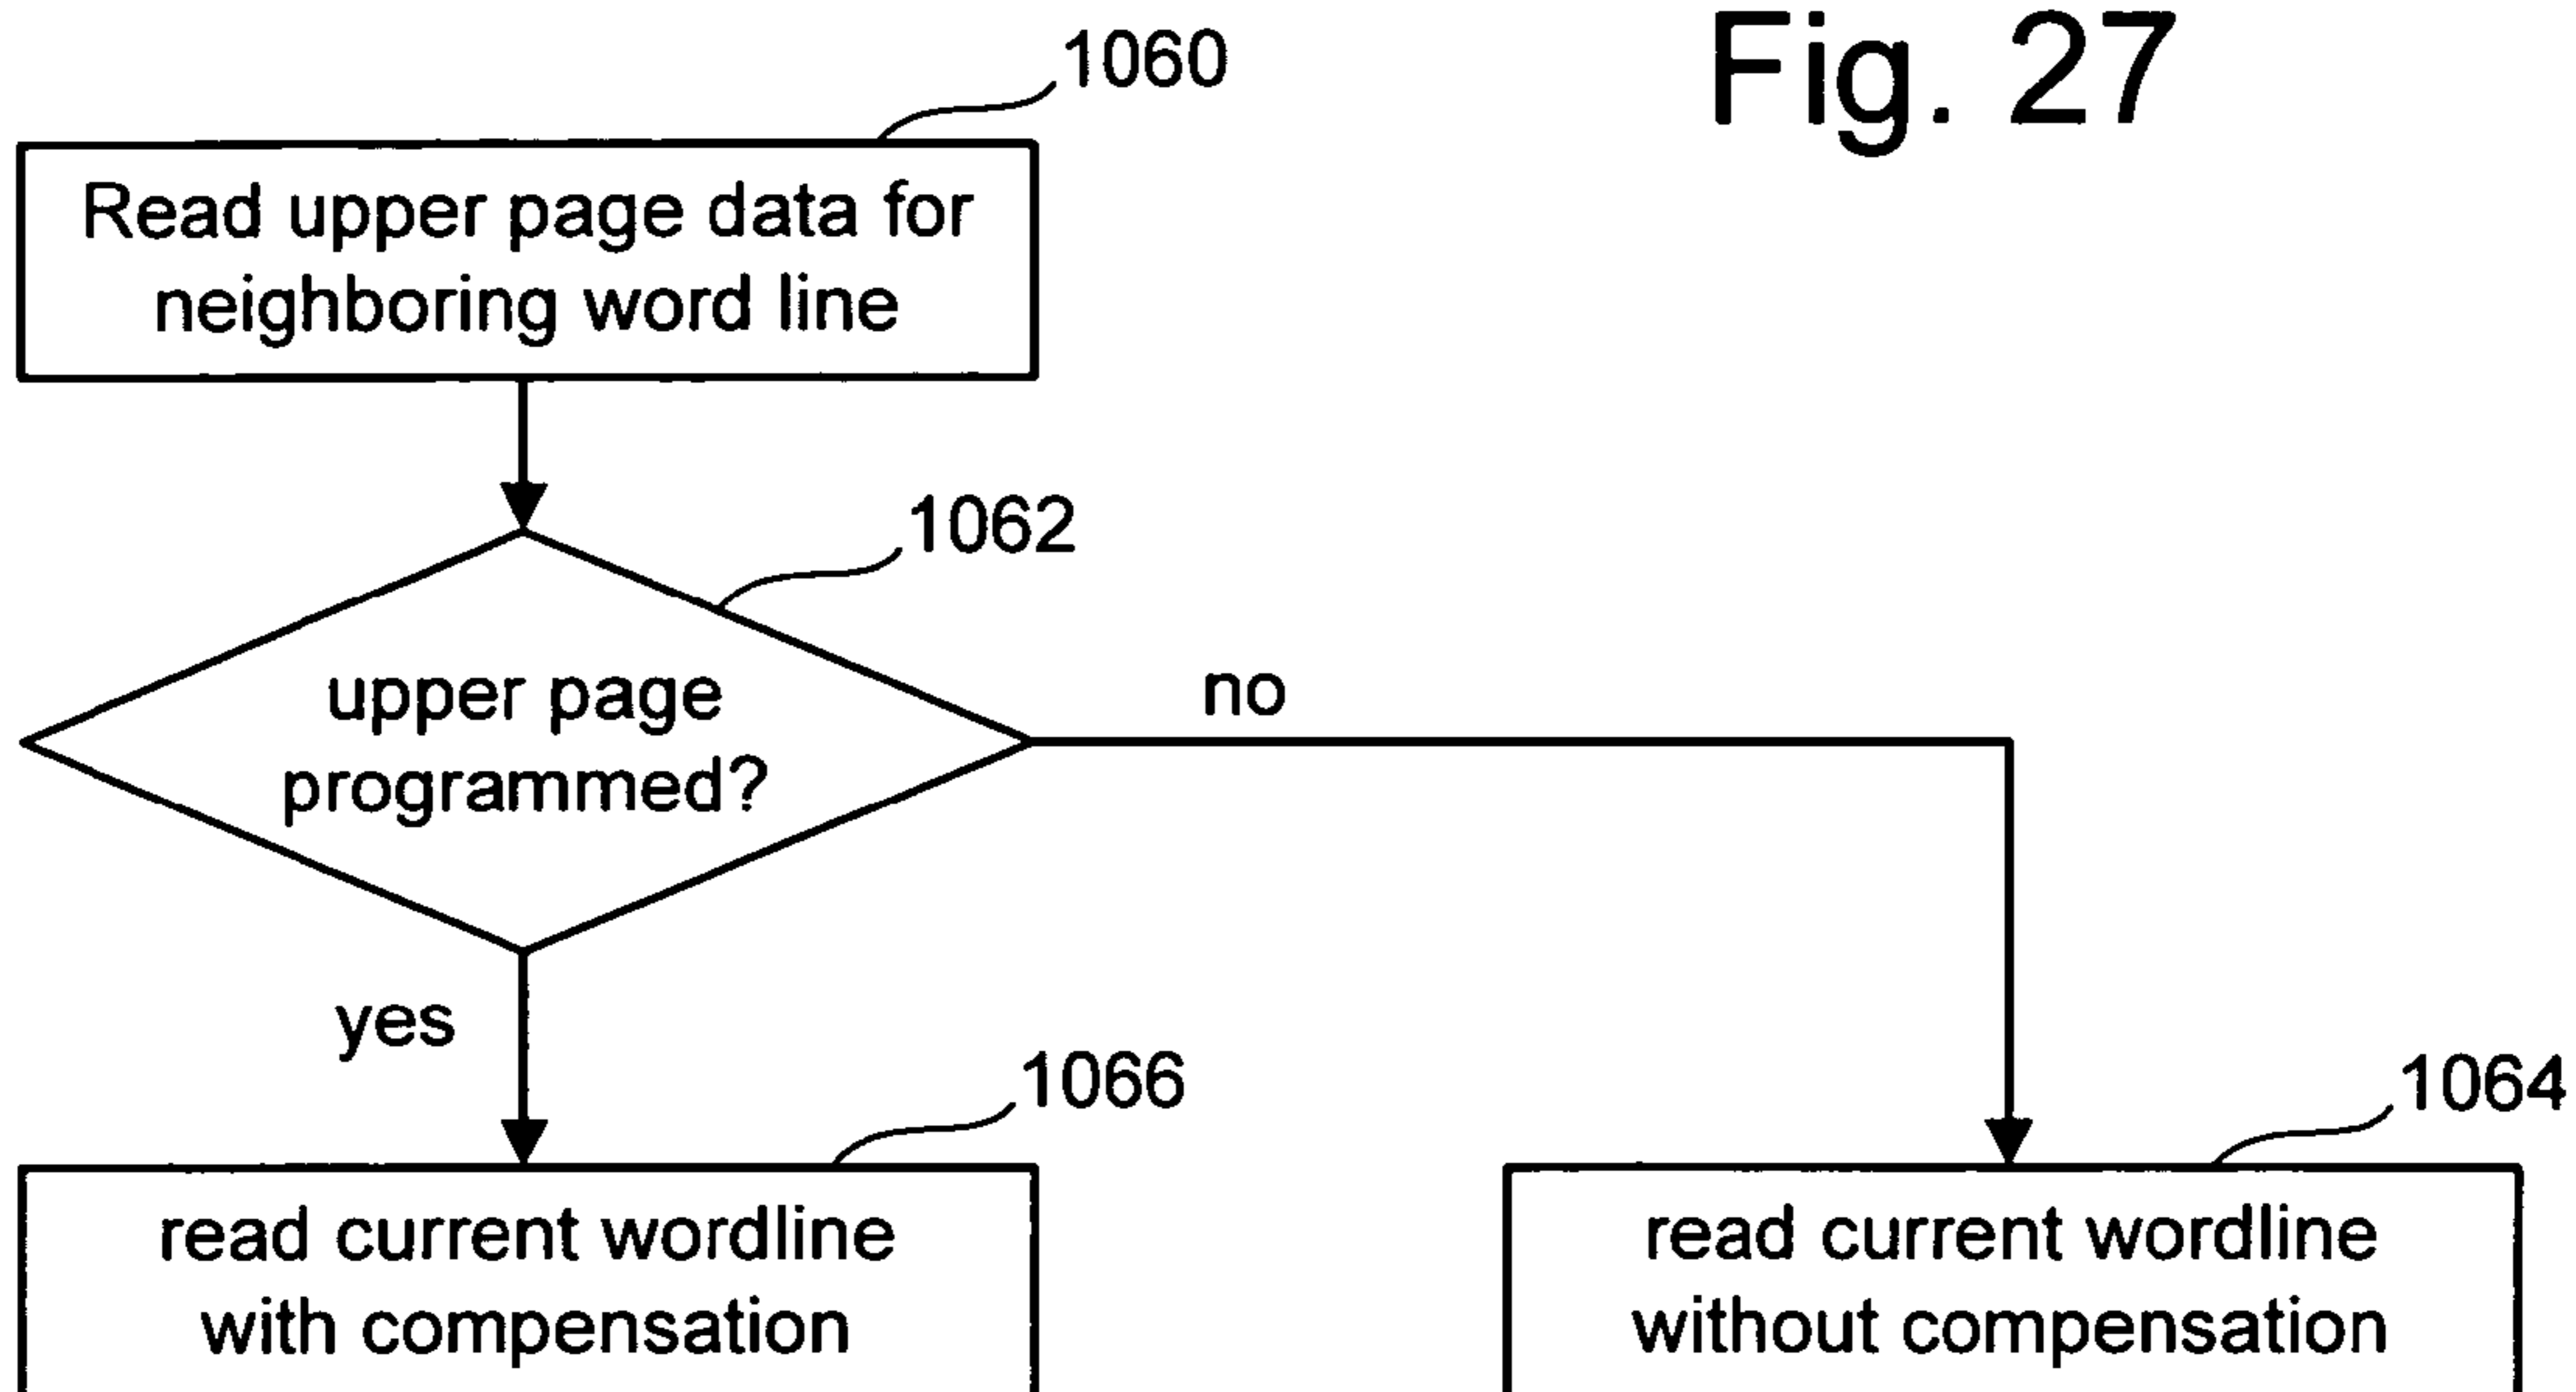 Fig. 27
1060
Read upper page data for
neighboring word line
1062
upper page
programmed?
no
yes
1066
read current wordline
with compensation
1064
read current wordline
without compensation